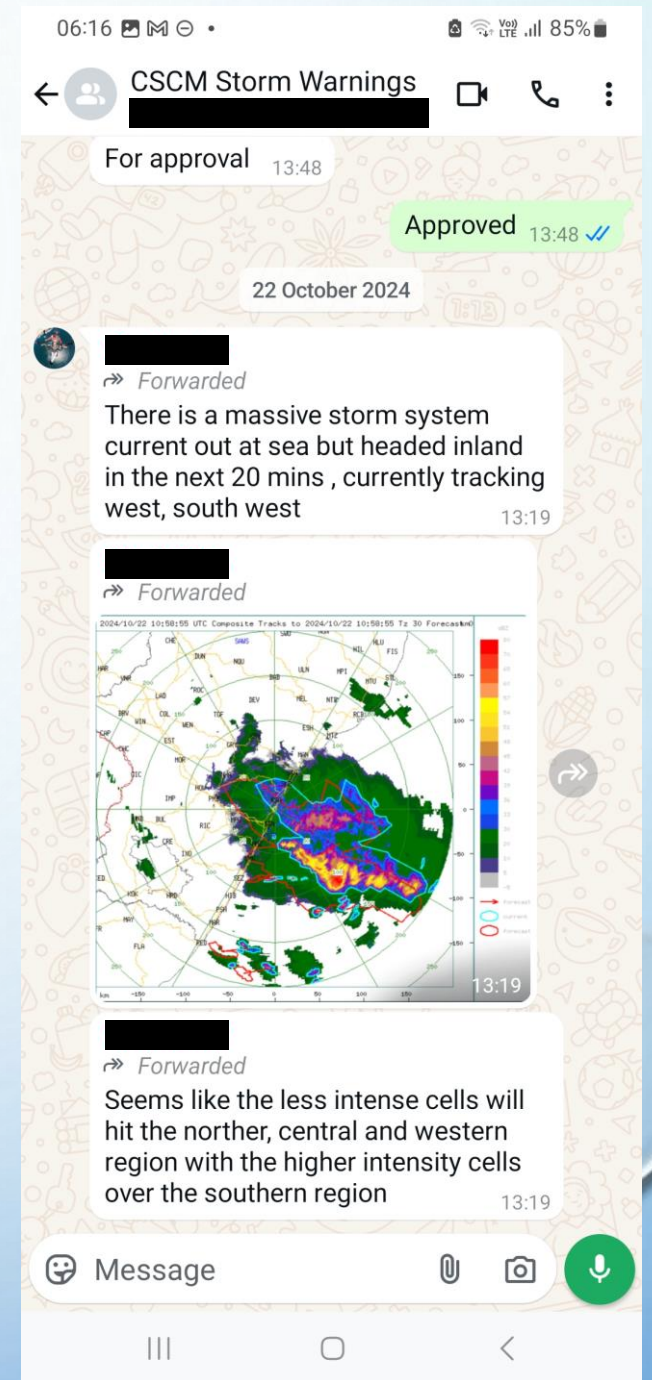 06:16
Vo)) LTE 85%
CSCM Storm Warnings
For approval 13:48
Approved 13:48
22 October 2024
Forwarded
There is a massive storm system
current out at sea but headed inland
in the next 20 mins , currently tracking
west, south west
13:19
Forwarded
2024/10/22 10:58:55 UTC Composite Tracks to 2024/10/22 10:58:55 Tz 30 Forecast
13:19
Forwarded
Seems like the less intense cells will
hit the norther, central and western
region with the higher intensity cells
over the southern region
13:19
Message